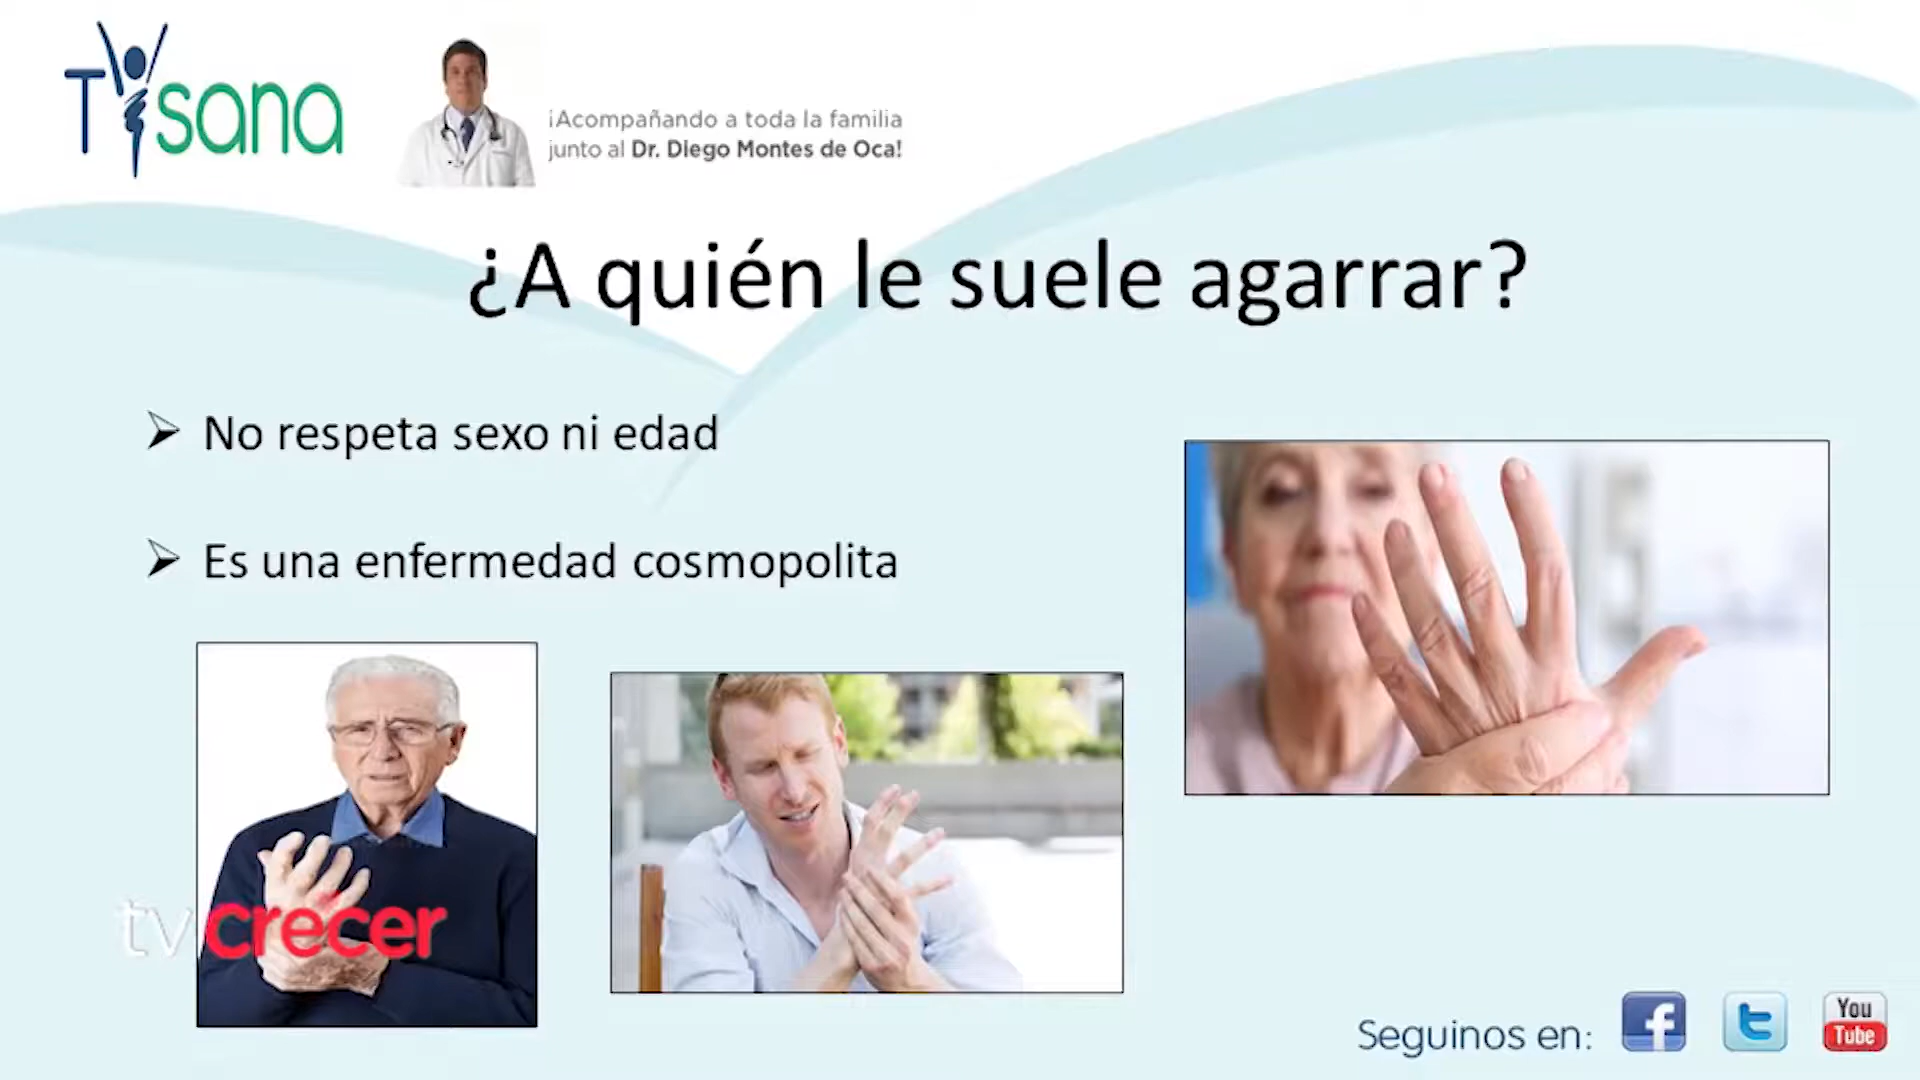 TySana
¡Acompañando a toda la familia
junto al Dr. Diego Montes de Oca!
¿A quién le suele agarrar?
No respeta sexo ni edad
Es una enfermedad cosmopolita
tv crecer
Seguinos en:
You
Tube